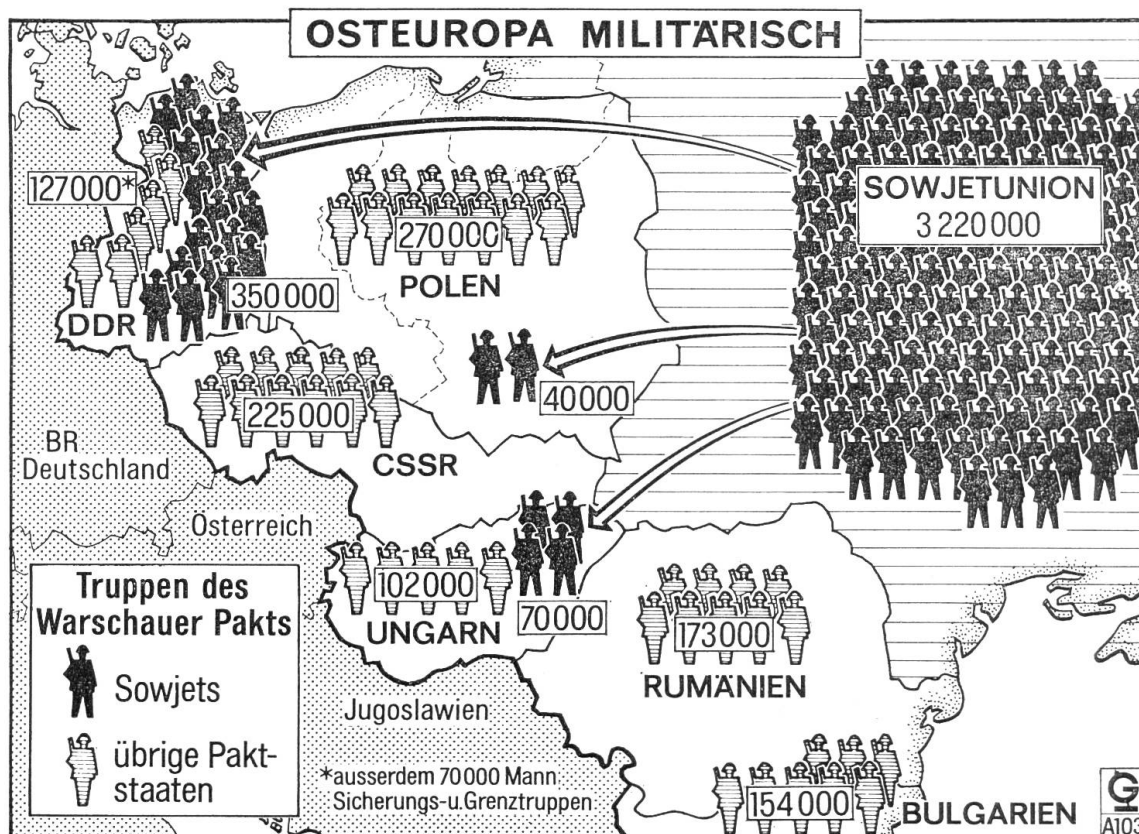 OSTEUROPA MILITÄRISCH
SOWJETUNION
3 220 000
127 000*
270 000
POLEN
350 000
DDR
40 000
225 000
CSSR
BR
Deutschland
Österreich
102 000
UNGARN
70 000
173 000
RUMÄNIEN
Jugoslawien
154 000
BULGARIEN
Truppen des
Warschauer Pakts
Sowjets
übrige Pakt-
staaten
*ausserdem 70 000 Mann
Sicherungs-u. Grenztruppen
G
A103